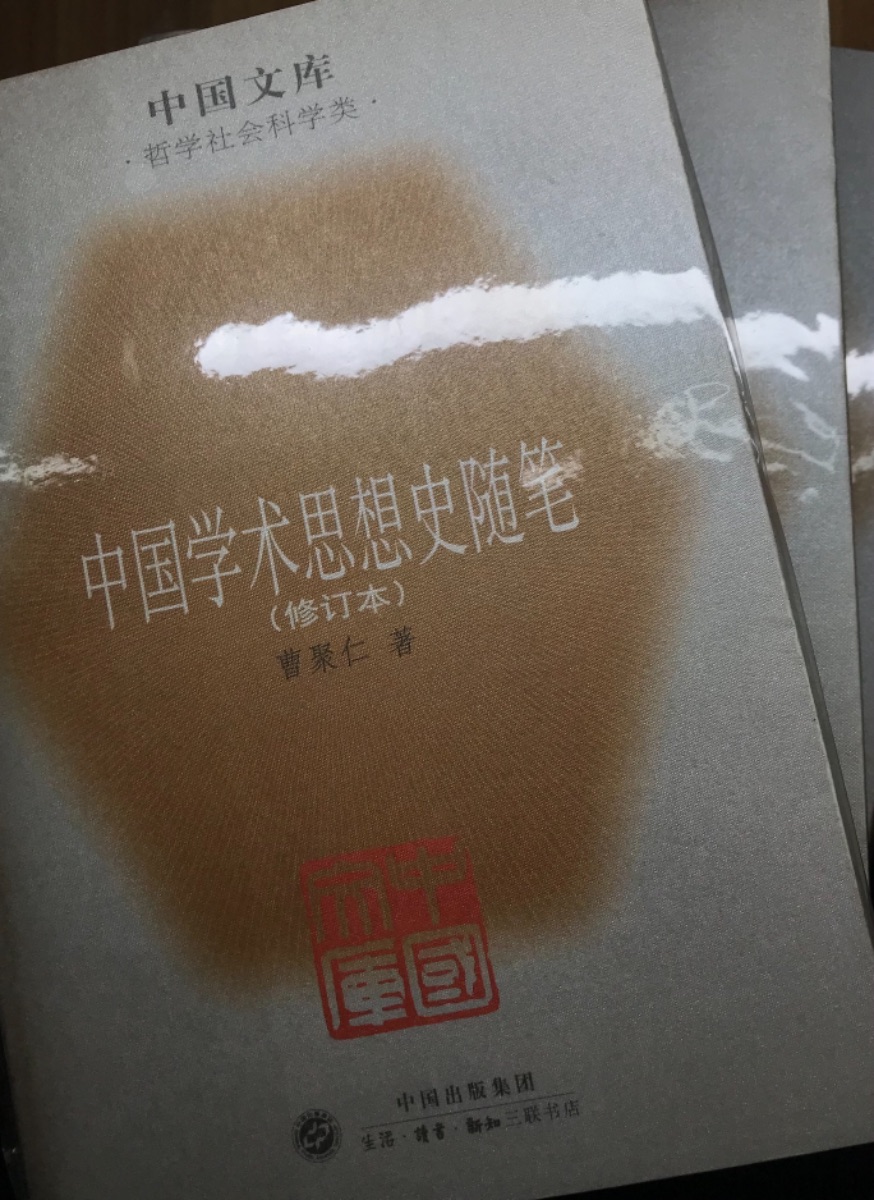 中国文库
·哲学社会科学类·
中国学术思想史随笔
(修订本)
曹聚仁 著
中國
文庫
中国出版集团
生活·讀書·新知三联书店